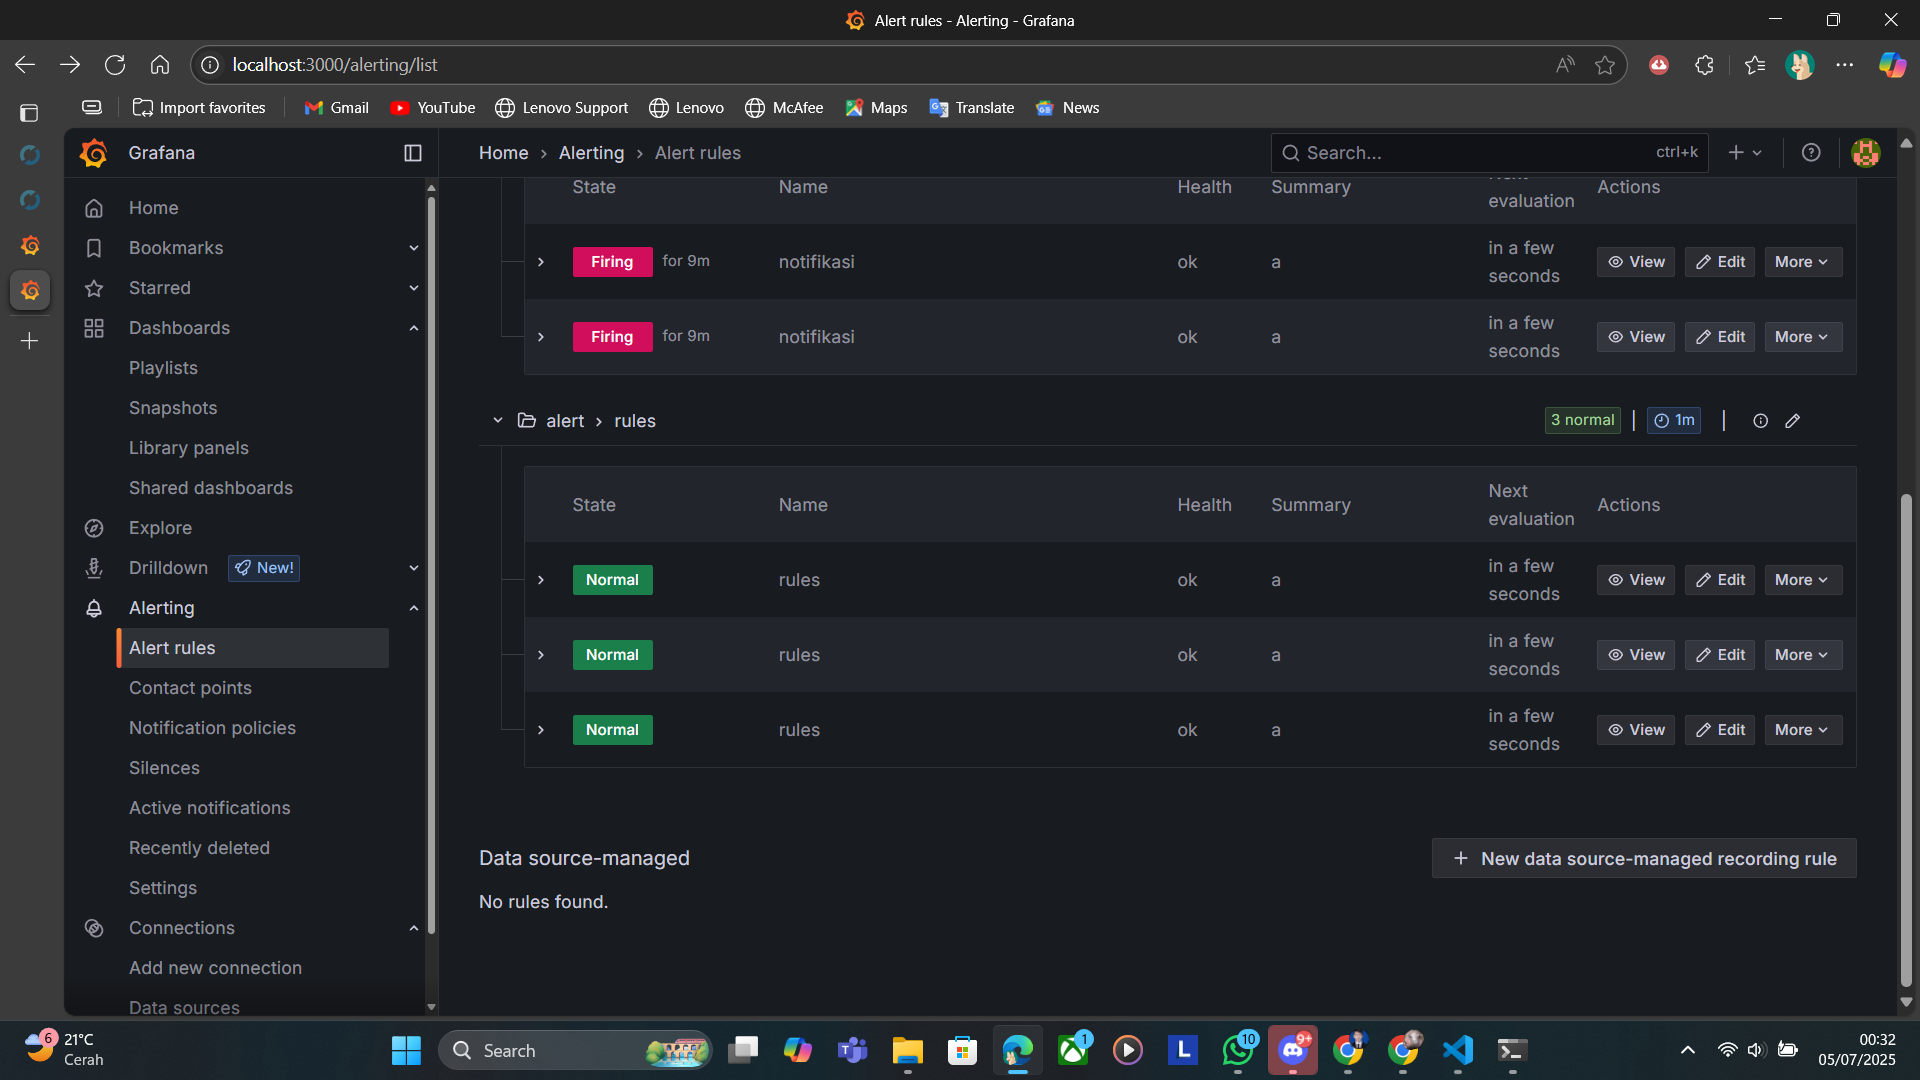 Alert rules - Alerting - Grafana
localhost:3000/alerting/list
Import favorites
Gmail
YouTube
Lenovo Support
Lenovo
McAfee
Maps
Translate
News
Grafana
Home › Alerting › Alert rules
Search...
ctrl+k
Home
Bookmarks
Starred
Dashboards
Playlists
Snapshots
Library panels
Shared dashboards
Explore
Drilldown New!
Alerting
Alert rules
Contact points
Notification policies
Silences
Active notifications
Recently deleted
Settings
Connections
Add new connection
Data sources
State Name Health Summary Next evaluation Actions
Firing for 9m notifikasi ok a in a few seconds View Edit More
Firing for 9m notifikasi ok a in a few seconds View Edit More
alert › rules 3 normal | 1m |
State Name Health Summary Next evaluation Actions
Normal rules ok a in a few seconds View Edit More
Normal rules ok a in a few seconds View Edit More
Normal rules ok a in a few seconds View Edit More
Data source-managed
+ New data source-managed recording rule
No rules found.
6
21°C
Cerah
Search
1
L
10
9+
00:32
05/07/2025